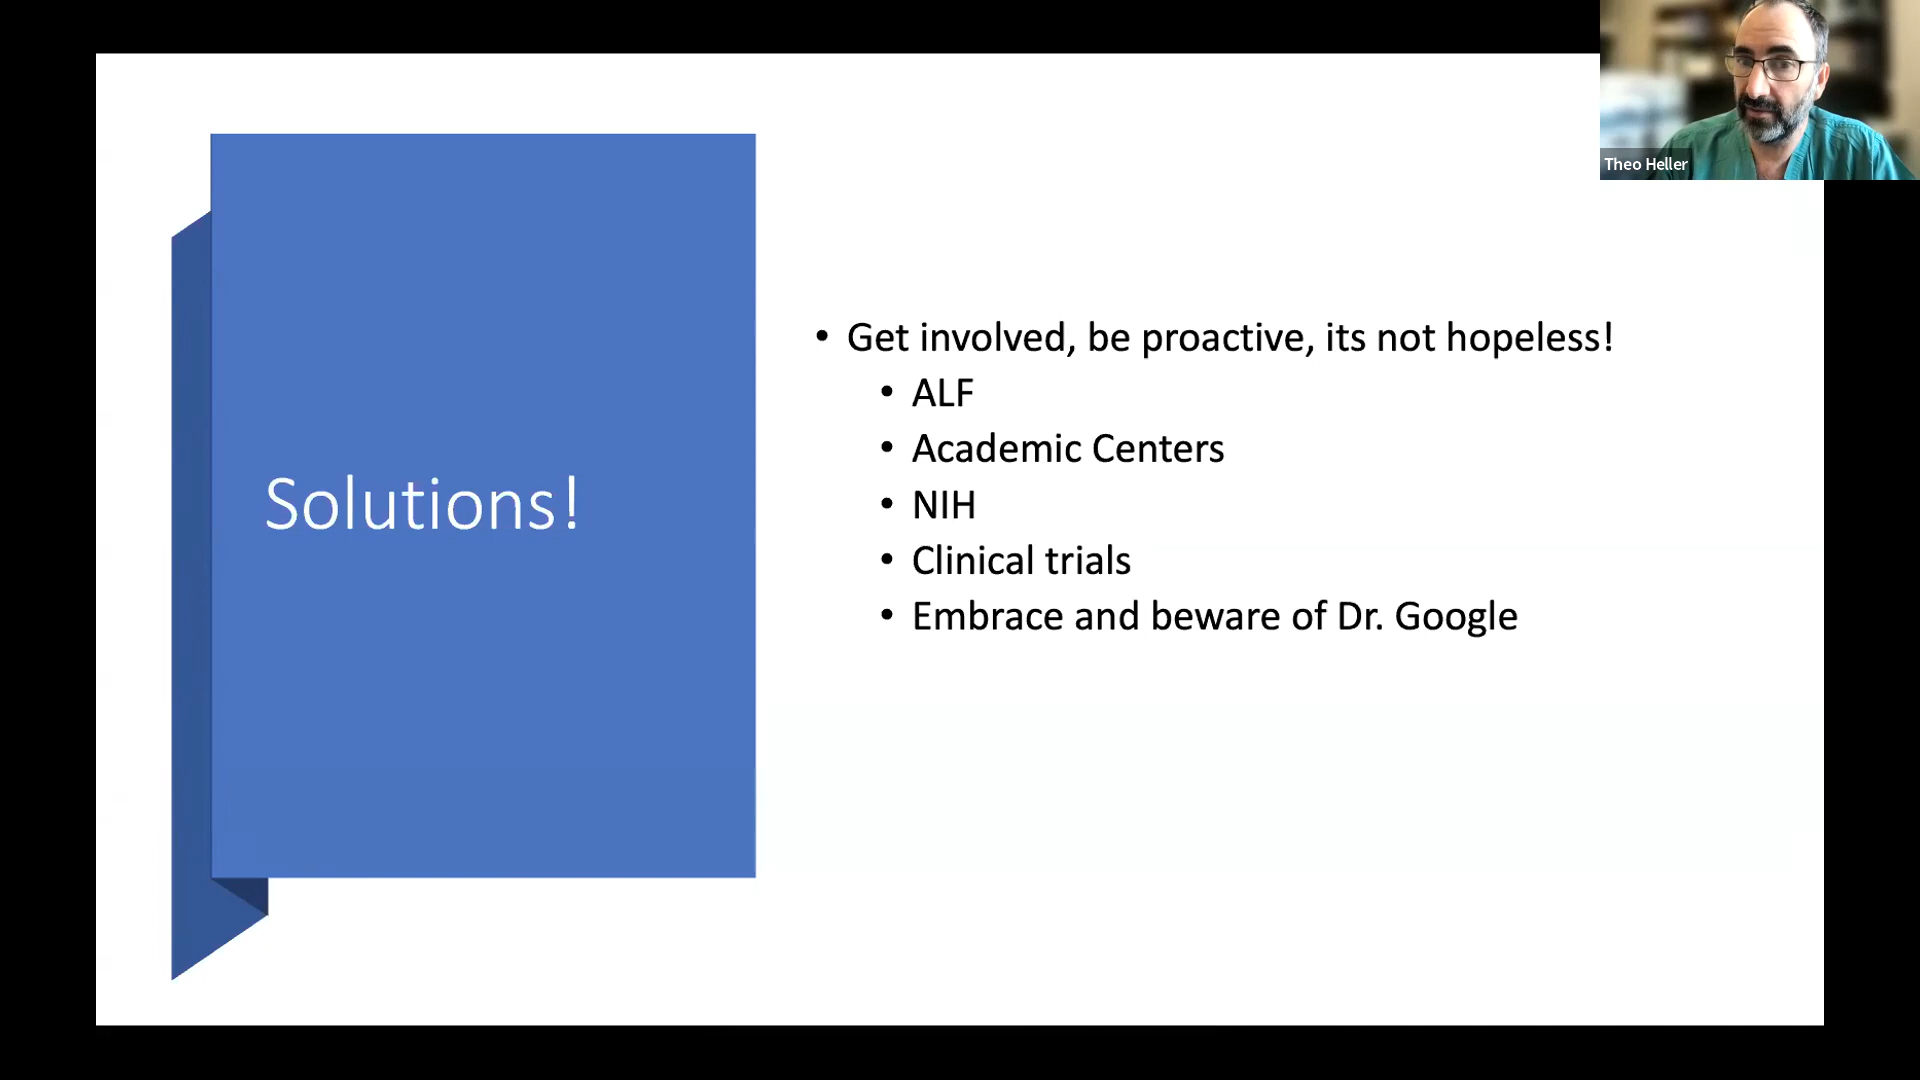 Theo Heller
Solutions!
• Get involved, be proactive, its not hopeless!
• ALF
• Academic Centers
• NIH
• Clinical trials
• Embrace and beware of Dr. Google